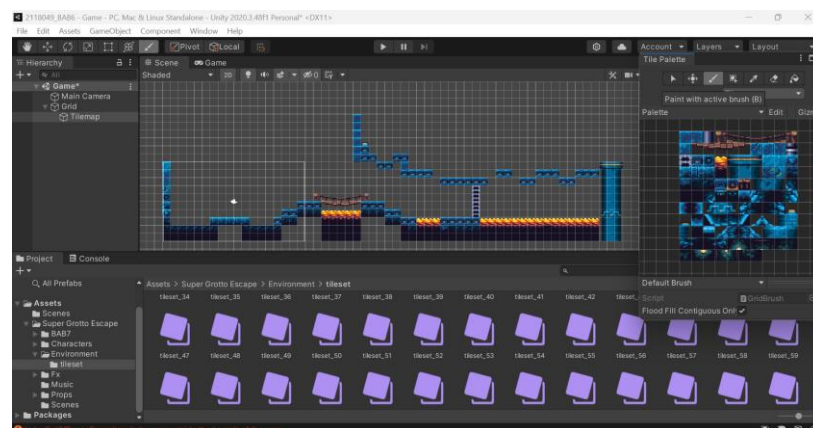 2118049_BAB6 - Game - PC, Mac & Linux Standalone - Unity 2020.3.48f1 Personal* <DX11>
File Edit Assets GameObject Component Window Help
Pivot Local
Account Layers Layout
Hierarchy
Scene Game
Tile Palette
All
Shaded 2D 0
Game*
Main Camera
Grid
Tilemap
Paint with active brush (B)
Palette Edit Giz
Project Console
All Prefabs
Assets > Super Grotto Escape > Environment > tileset
Default Brush
Script GridBrush
Flood Fill Contiguous Onl
tileset_34 tileset_35 tileset_36 tileset_37 tileset_38 tileset_39 tileset_40 tileset_41 tileset_42
Assets
Scenes
Super Grotto Escape
BAB7
Characters
Environment
tileset
Fx
Music
Props
Scenes
Packages
tileset_47 tileset_48 tileset_49 tileset_50 tileset_51 tileset_52 tileset_53 tileset_54 tileset_55 tileset_56 tileset_57 tileset_58 tileset_59